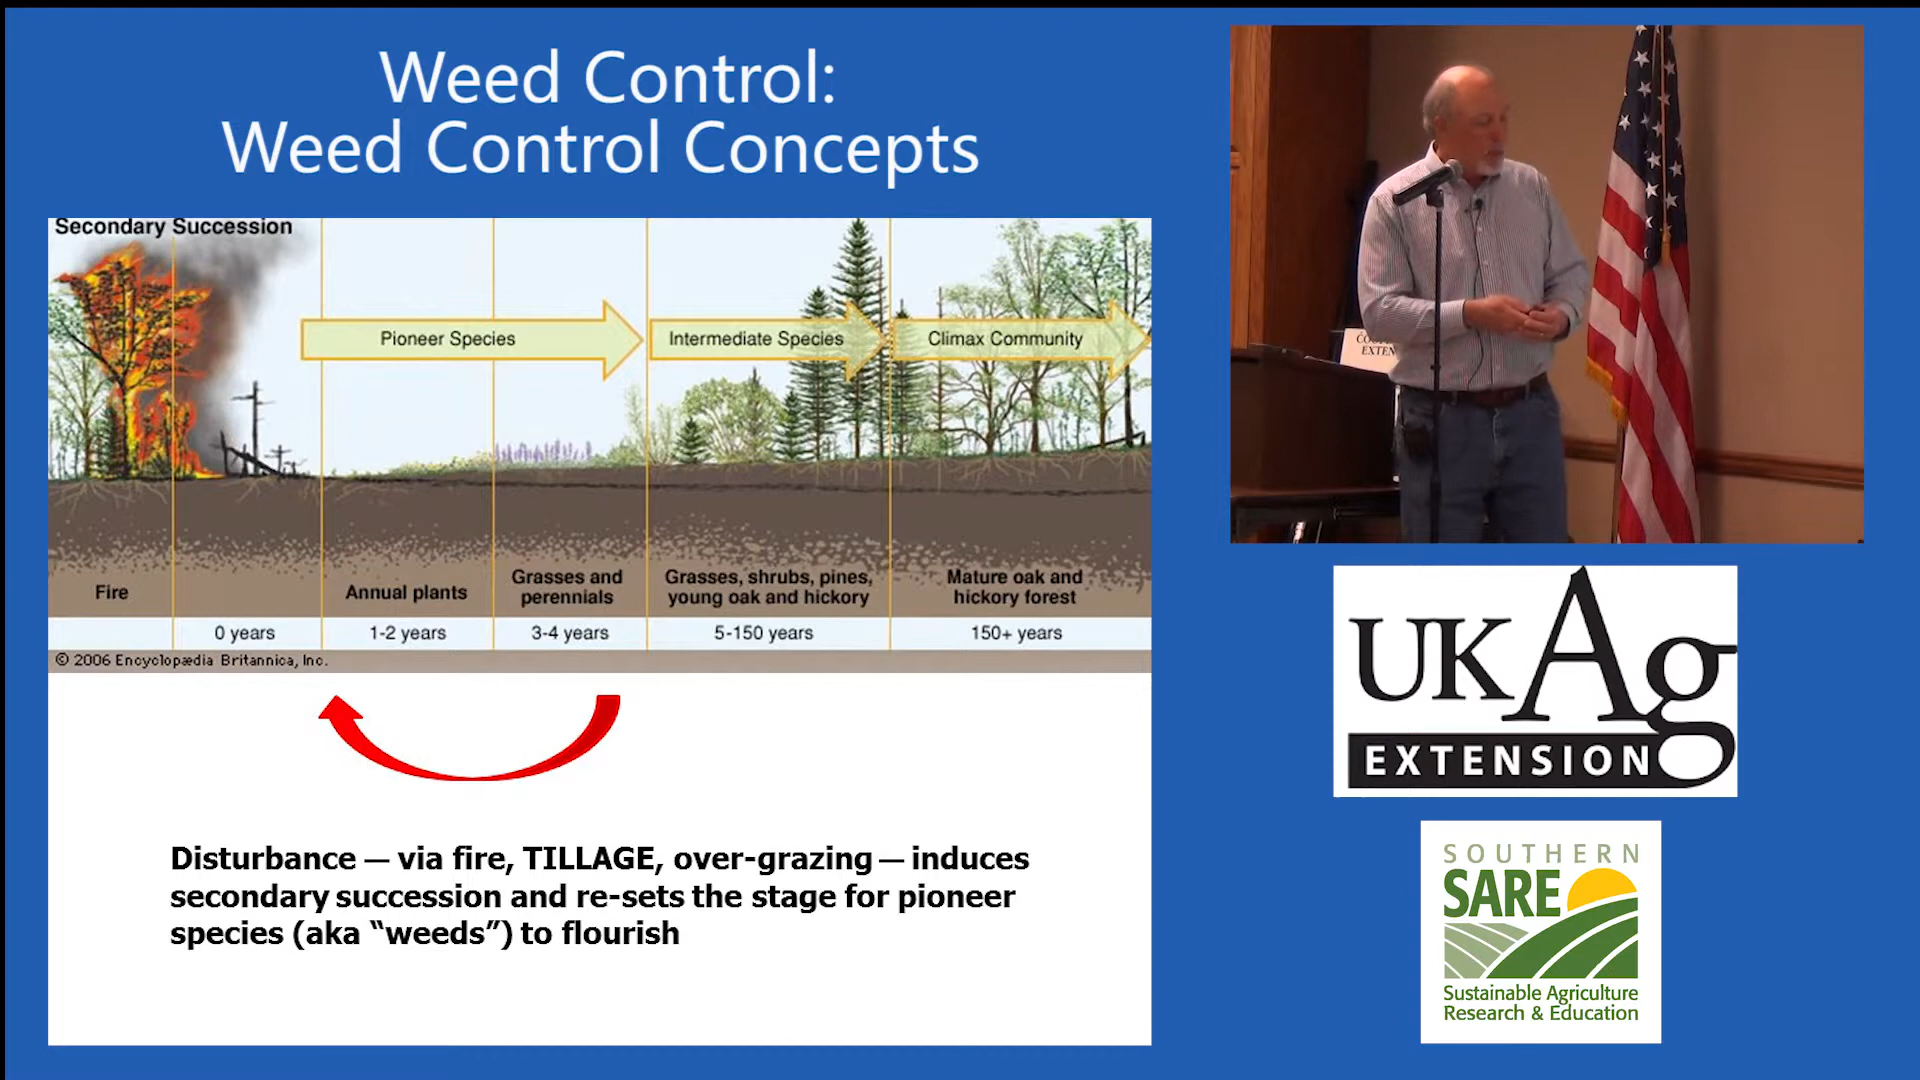 Weed Control:
Weed Control Concepts
Secondary Succession
Pioneer Species
Intermediate Species
Climax Community
Fire
Annual plants
Grasses and
perennials
Grasses, shrubs, pines,
young oak and hickory
Mature oak and
hickory forest
0 years
1-2 years
3-4 years
5-150 years
150+ years
© 2006 Encyclopædia Britannica, Inc.
Disturbance — via fire, TILLAGE, over-grazing — induces
secondary succession and re-sets the stage for pioneer
species (aka “weeds”) to flourish
UKAg
EXTENSION
SOUTHERN
SARE
Sustainable Agriculture
Research & Education